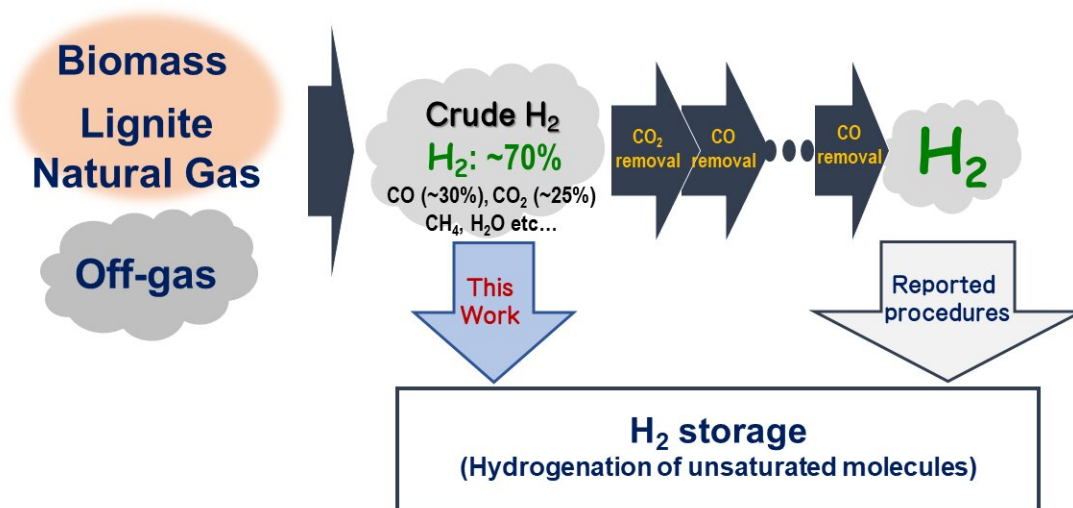 Biomass
Lignite
Natural Gas
Off-gas
Crude H₂
H₂: ~70%
CO (~30%), CO₂ (~25%)
CH₄, H₂O etc…
CO₂
removal
CO
removal
CO
removal
H₂
This
Work
Reported
procedures
H₂ storage
(Hydrogenation of unsaturated molecules)